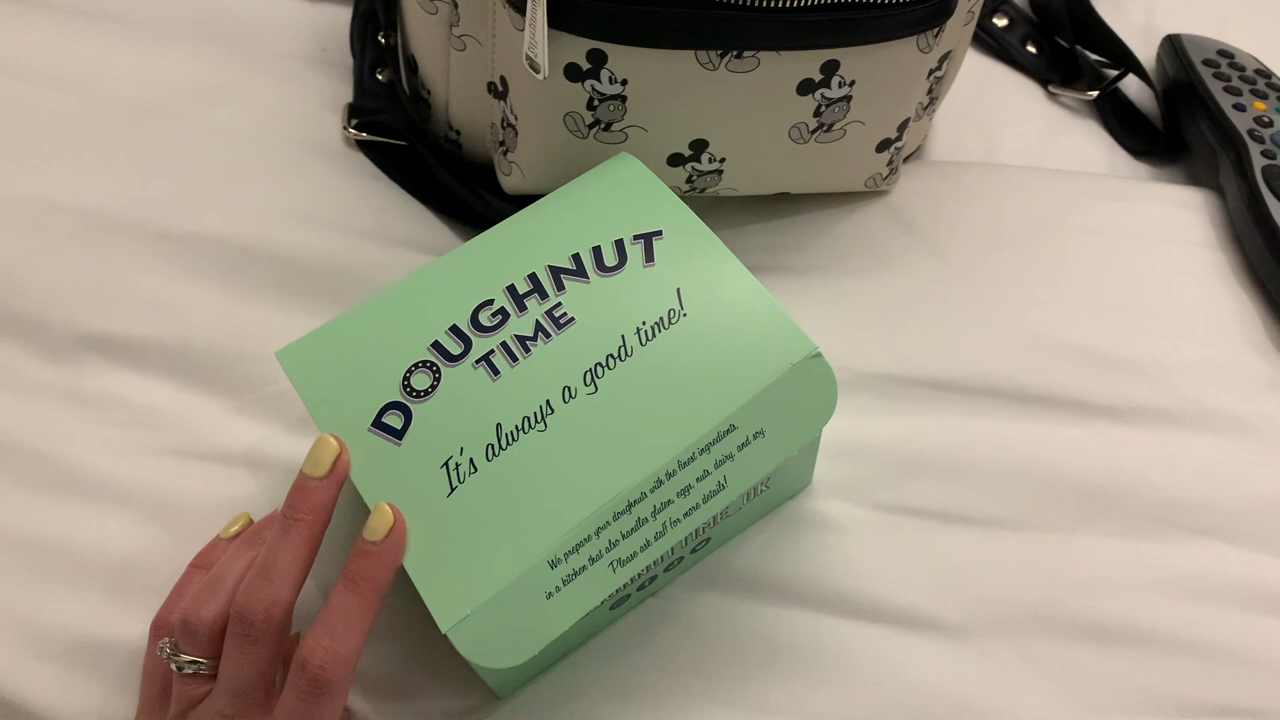 DOUGHNUT
TIME
It's always a good time!
We prepare your doughnuts with the finest ingredients.
in a kitchen that also handles gluten, eggs, nuts, dairy, and soy.
Please ask staff for more details!